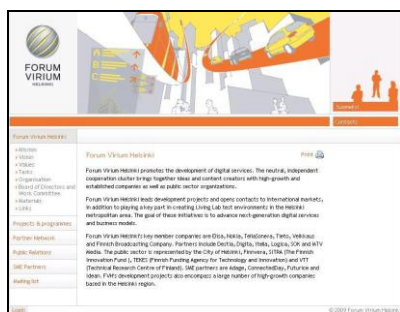 FORUM
VIRIUM
HELSINKI
A
B
C
Contacts
Forum Virium Helsinki
Mission
Vision
Values
Tasks
Organisation
Board of Directors and
Work Committee
Materials
Links
Projects & programmes
Partner Network
Public Relations
SME Partners
Mailing list
Forum Virium Helsinki
Print
Forum Virium Helsinki promotes the development of digital services. The neutral, independent
cooperation cluster brings together ideas and content creators with high-growth and
established companies as well as public sector organizations.
Forum Virium Helsinki leads development projects and opens contacts to international markets,
in addition to playing a key part in creating Living Lab test environments in the Helsinki
metropolitan area. The goal of these initiatives is to advance next-generation digital services
and business models.
Forum Virium Helsinki's key member companies are Elisa, Nokia, TeliaSonera, Tieto, Veikkaus
and Finnish Broadcasting Company. Partners include Destia, Digita, Itella, Logica, SOK and MTV
Media. The public sector is represented by the City of Helsinki, Finnvera, SITRA (The Finnish
Innovation Fund), TEKES (Finnish Funding Agency for Technology and Innovation) and VTT
(Technical Research Centre of Finland). SME partners are Adage, ConnectedDay, Futurice and
Idean. FVH's development projects also encompass a large number of high-growth companies
based in the Helsinki region.
Login
© 2009 Forum Virium Helsinki